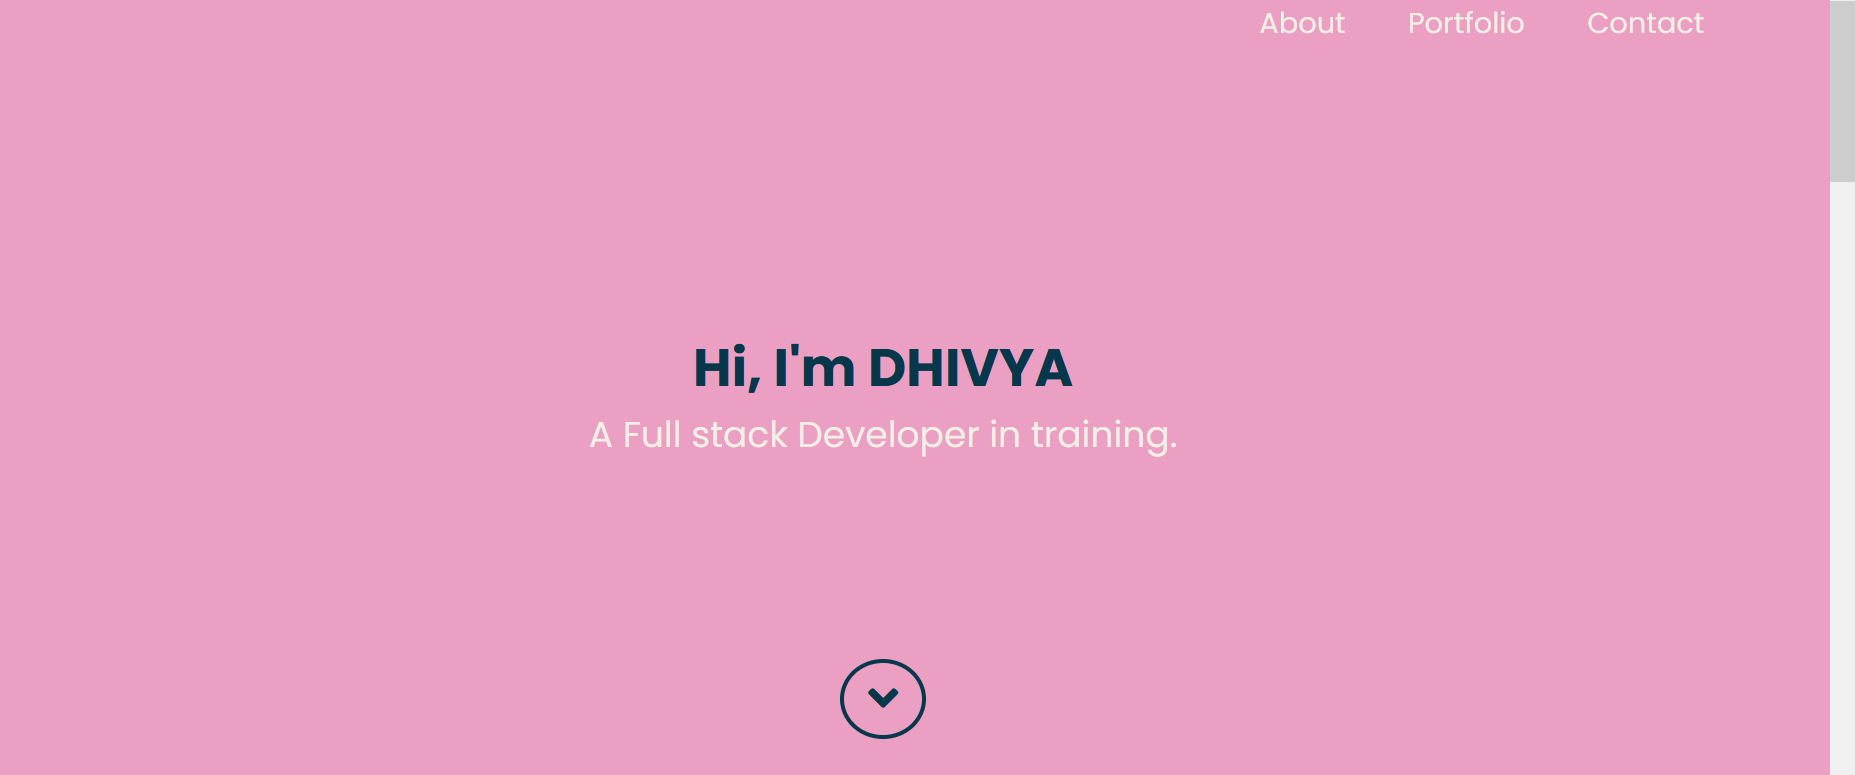 About Portfolio Contact
Hi, I'm DHIVYA
A Full stack Developer in training.